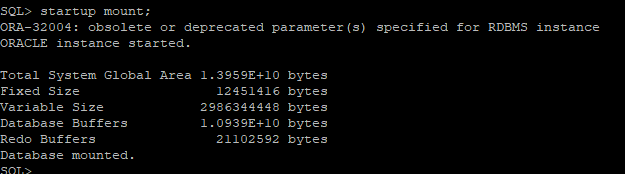 SQL> startup mount;
ORA-32004: obsolete or deprecated parameter(s) specified for RDBMS instance
ORACLE instance started.

Total System Global Area 1.3959E+10 bytes
Fixed Size                 12451416 bytes
Variable Size            2986344448 bytes
Database Buffers         1.0939E+10 bytes
Redo Buffers               21102592 bytes
Database mounted.
SQL>